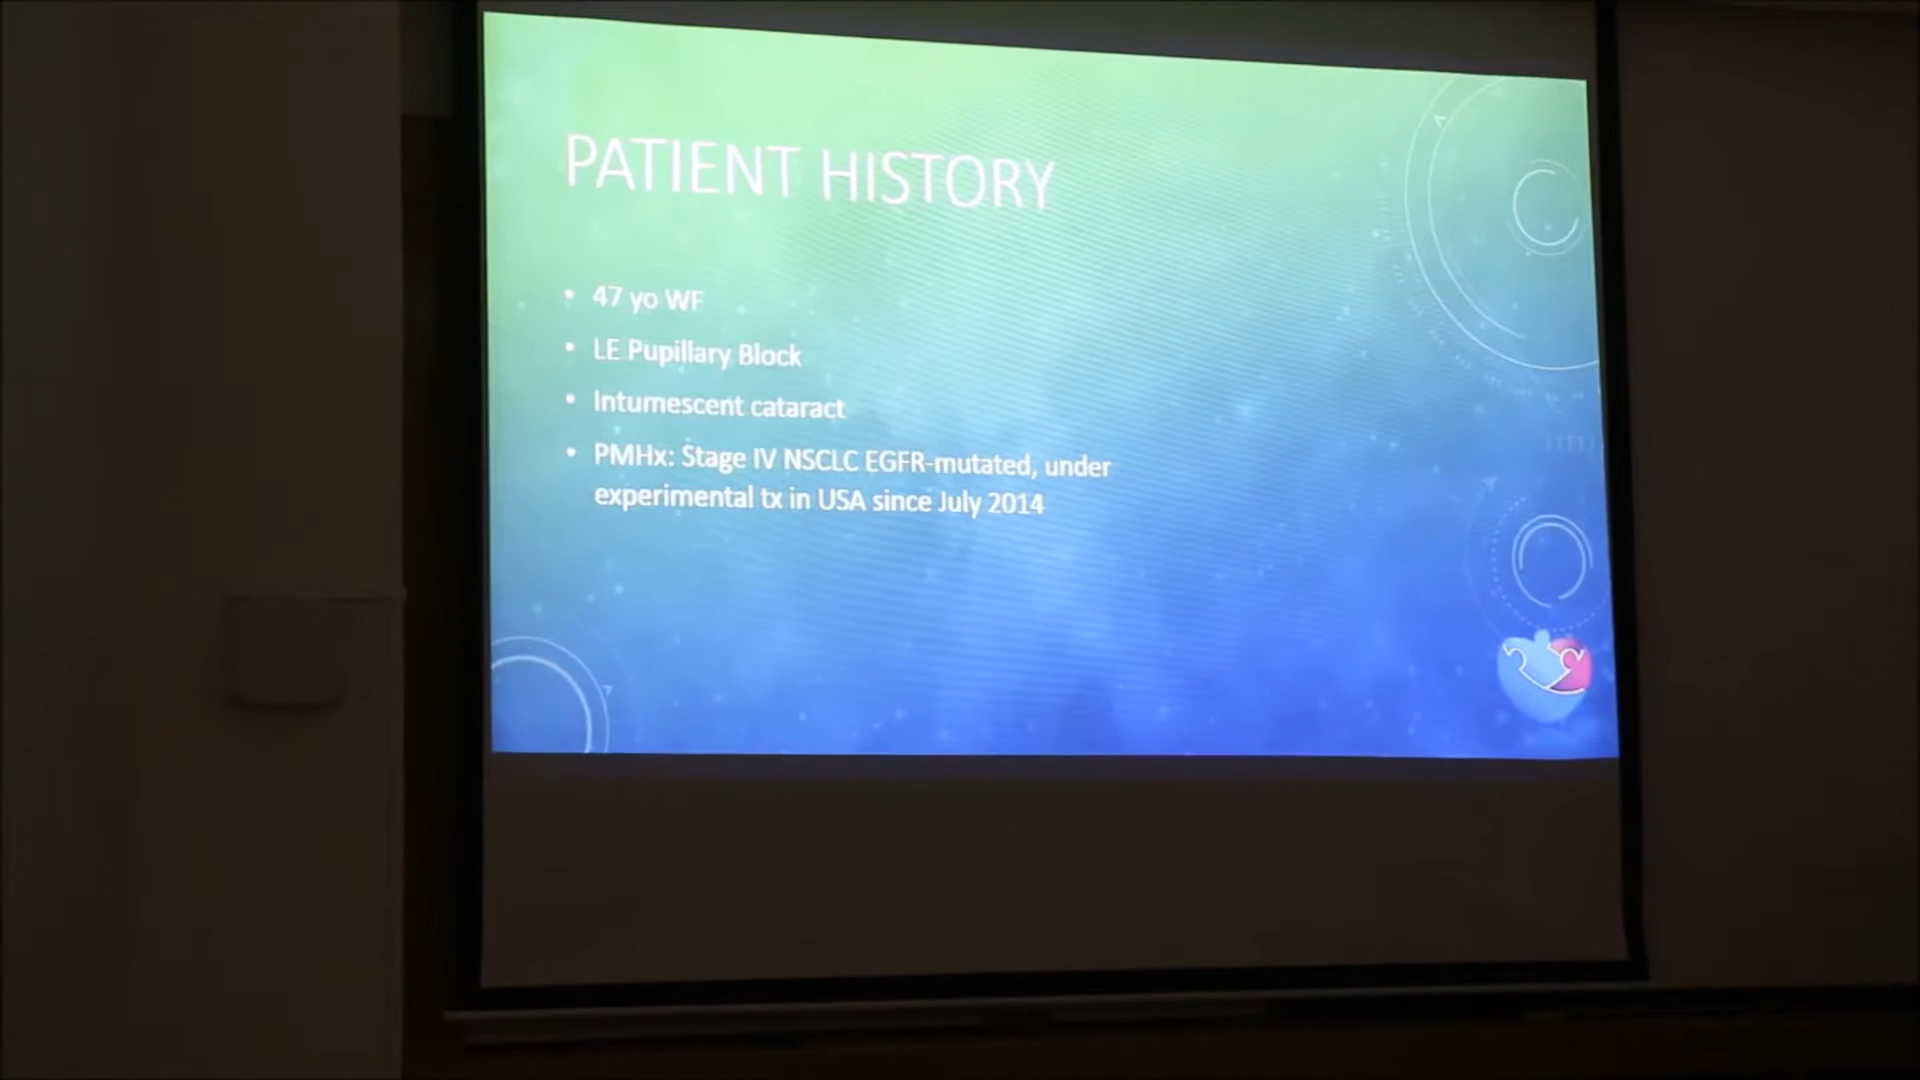 PATIENT HISTORY
• 47 yo WF
• LE Pupillary Block
• Intumescent cataract
• PMHx: Stage IV NSCLC EGFR-mutated, under
experimental tx in USA since July 2014